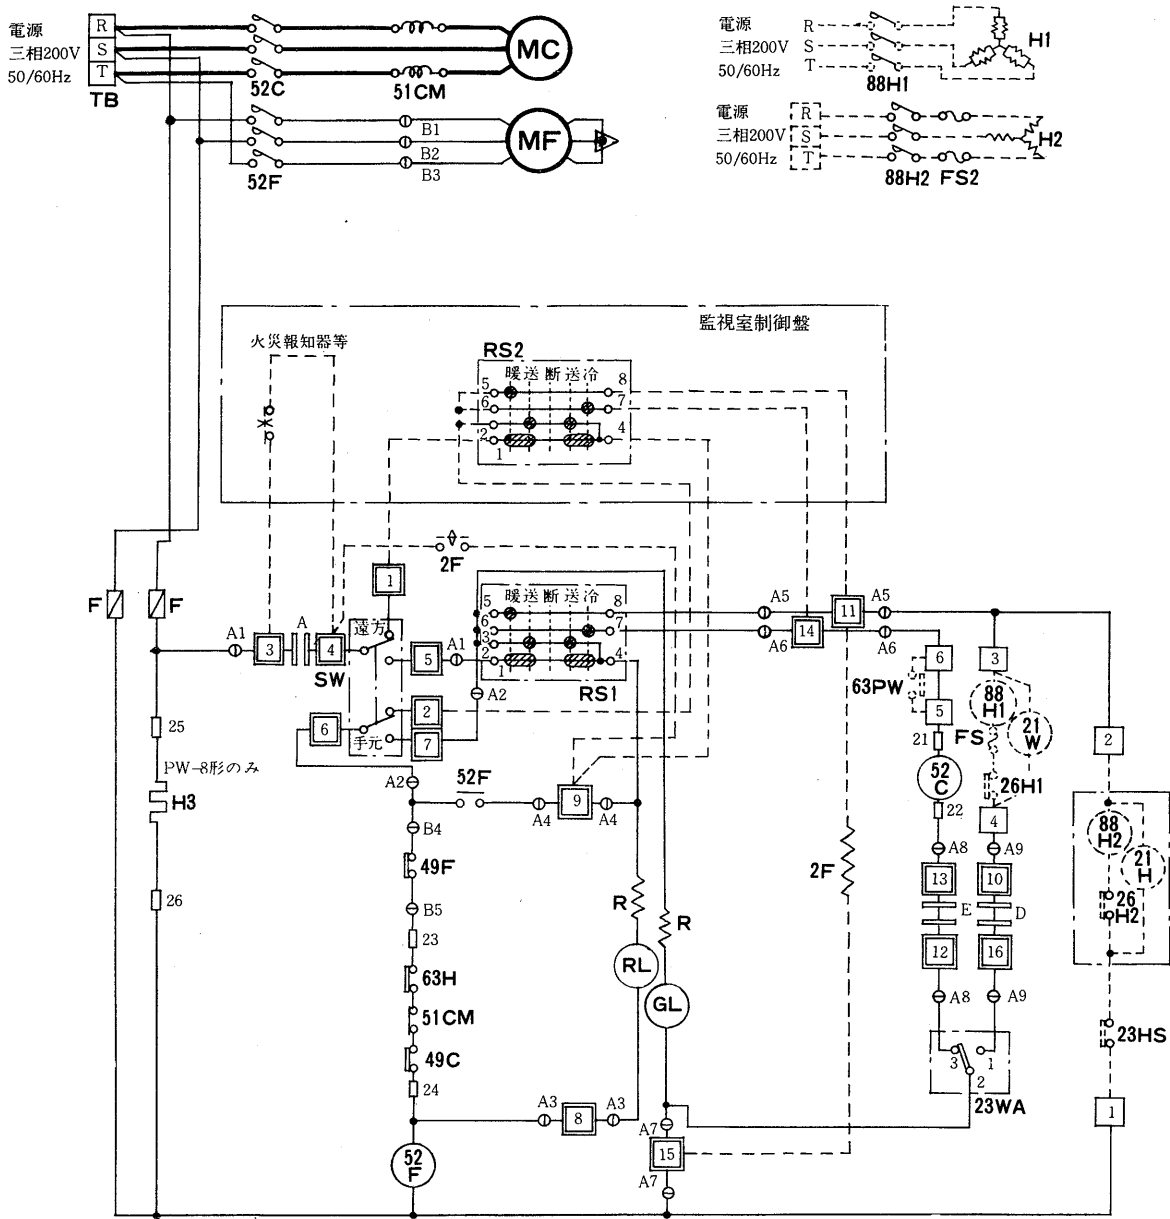 電源
三相200V
50/60Hz
R
S
T
TB
52C
51CM
MC
B1
B2
B3
52F
MF
電源
三相200V
50/60Hz
R
S
T
88H1
H1
電源
三相200V
50/60Hz
R
S
T
88H2
FS2
H2
監視室制御盤
火災報知器等
RS2
暖送断送冷
5
6
2
1
8
7
4
2F
1
F
F
A1
3
A
4
SW
遠方
手元
5
A1
2
7
6
A2
A2
暖送断送冷
5
6
3
2
1
8
7
4
RS1
A5
A6
14
11
A5
A6
25
PW-8形のみ
H3
26
52F
A4
9
A4
B4
49F
B5
23
63H
51CM
49C
24
52
F
A3
8
A3
R
RL
R
GL
A7
15
A7
2F
6
63PW
5
21
52
C
22
A8
13
E
12
A8
3
88
H1
FS
21
W
26H1
4
A9
10
D
16
A9
3
1
2
23WA
2
88
H2
21
H
26
H2
23HS
1